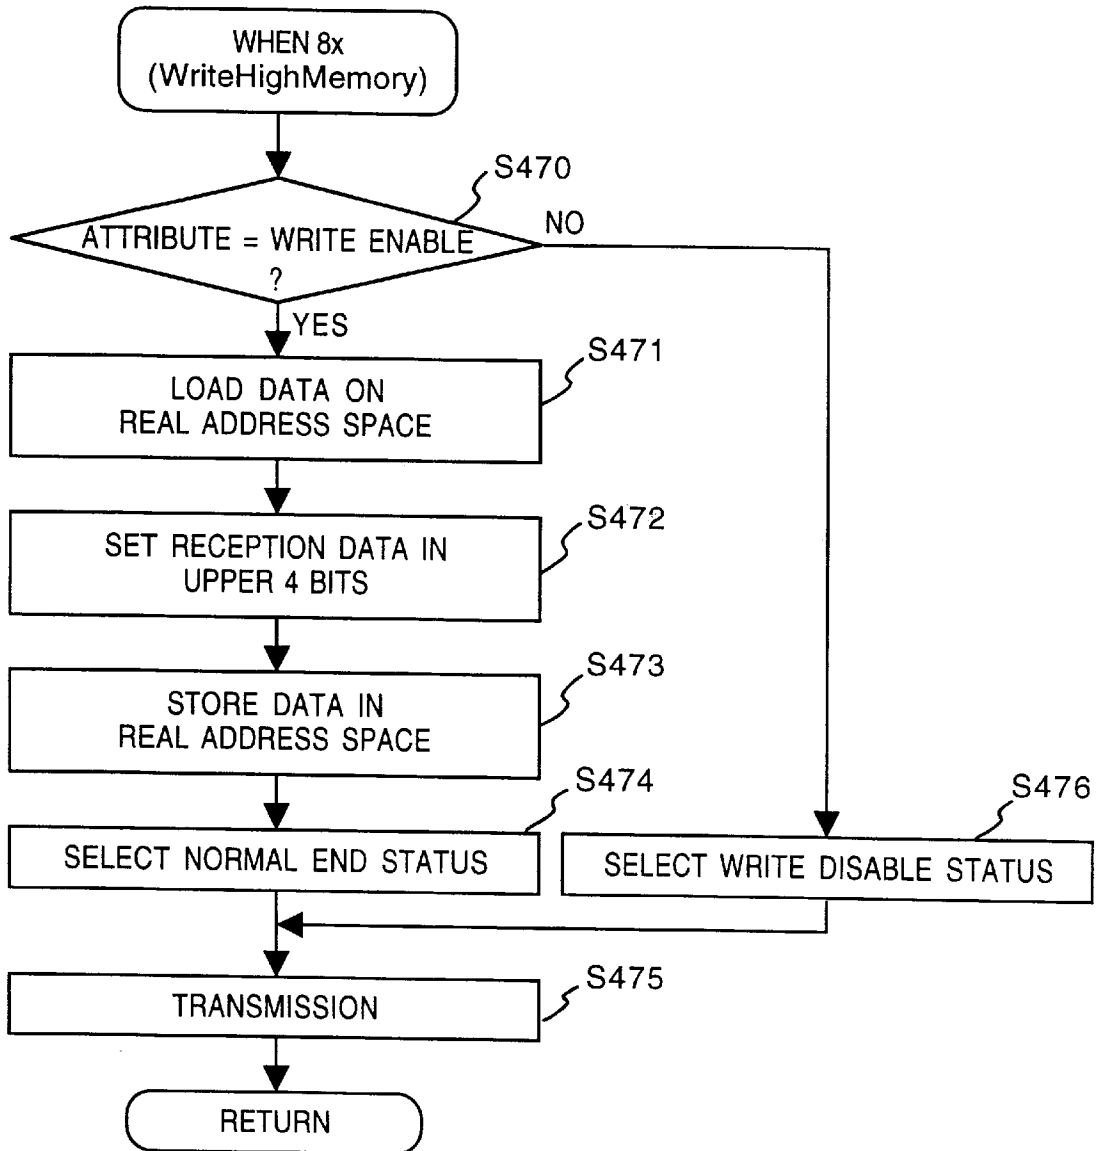 WHEN 8x
(WriteHighMemory)
S470
NO
ATTRIBUTE = WRITE ENABLE
?
YES
S471
LOAD DATA ON
REAL ADDRESS SPACE
S472
SET RECEPTION DATA IN
UPPER 4 BITS
S473
STORE DATA IN
REAL ADDRESS SPACE
S474
SELECT NORMAL END STATUS
S476
SELECT WRITE DISABLE STATUS
S475
TRANSMISSION
RETURN